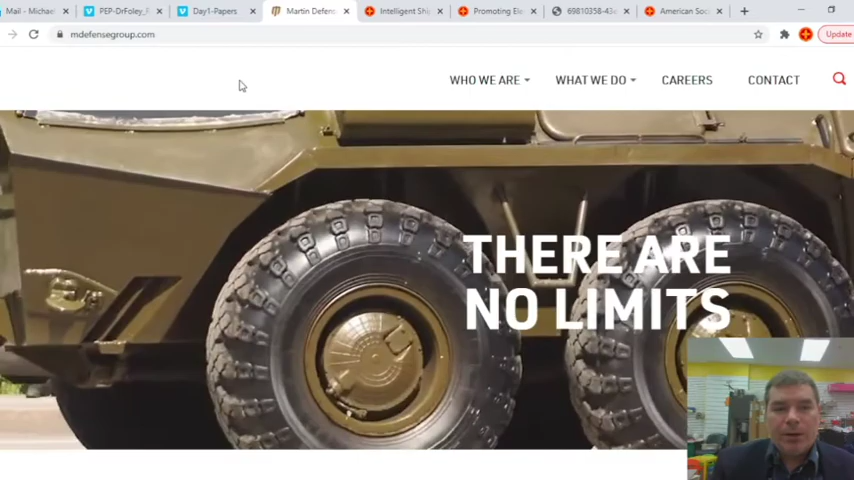 Mail - Michael
PEP-DrFoley_F
Day1-Papers
Martin Defens
Intelligent Shi
Promoting Ele
69810358-43
American Soc
mdefensegroup.com
Update
WHO WE ARE
WHAT WE DO
CAREERS
CONTACT
THERE ARE
NO LIMITS